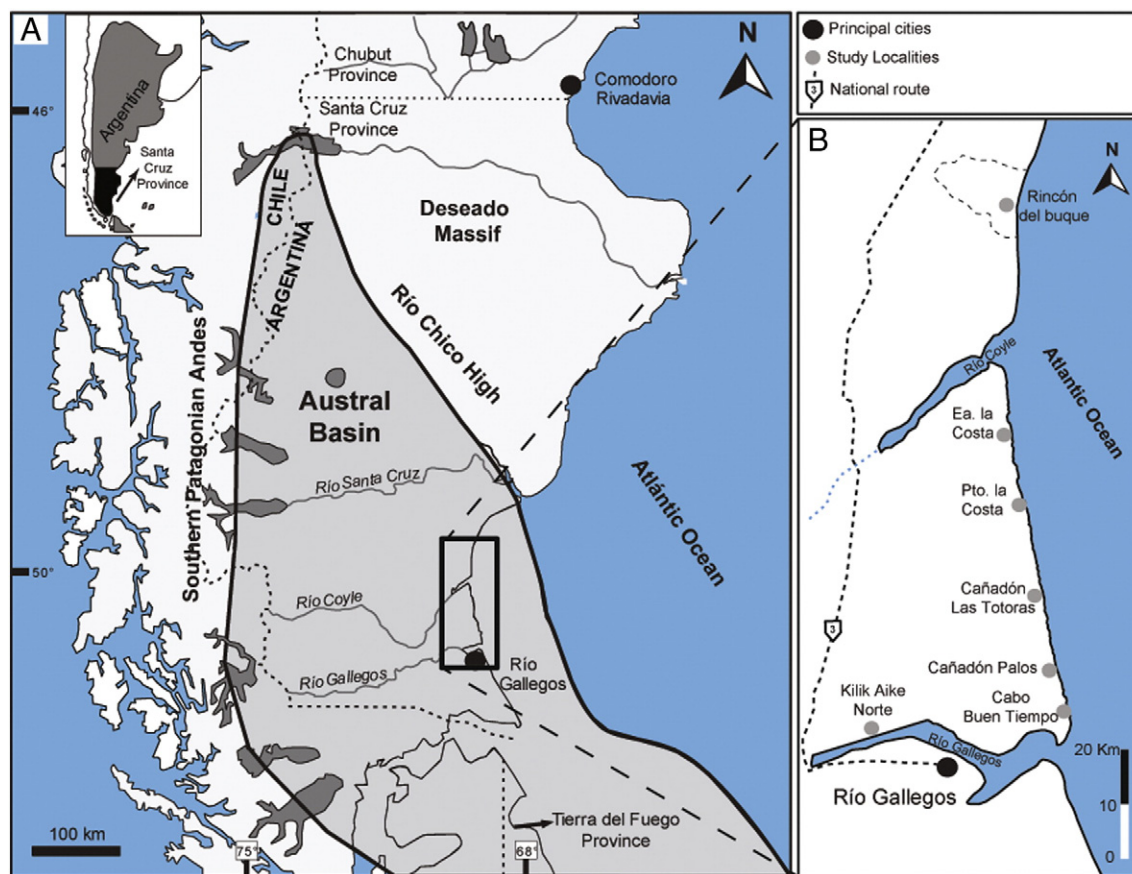 A
Argentina
Santa
Cruz
Province
46°
50°
Chubut
Province
Santa Cruz
Province
Comodoro
Rivadavia
N
CHILE
ARGENTINA
Deseado
Massif
Río Chico High
Southern Patagonian Andes
Austral
Basin
Río Santa Cruz
Atlántic Ocean
Río Coyle
Río Gallegos
Río
Gallegos
Tierra del Fuego
Province
100 km
75°
68°
Principal cities
Study Localities
3
National route
B
N
Rincón
del buque
Río Coyle
Atlantic Ocean
Ea. la
Costa
Pto. la
Costa
Cañadón
Las Totoras
3
Cañadón Palos
Kilik Aike
Norte
Cabo
Buen Tiempo
Río Gallegos
Río Gallegos
20 Km
10
0